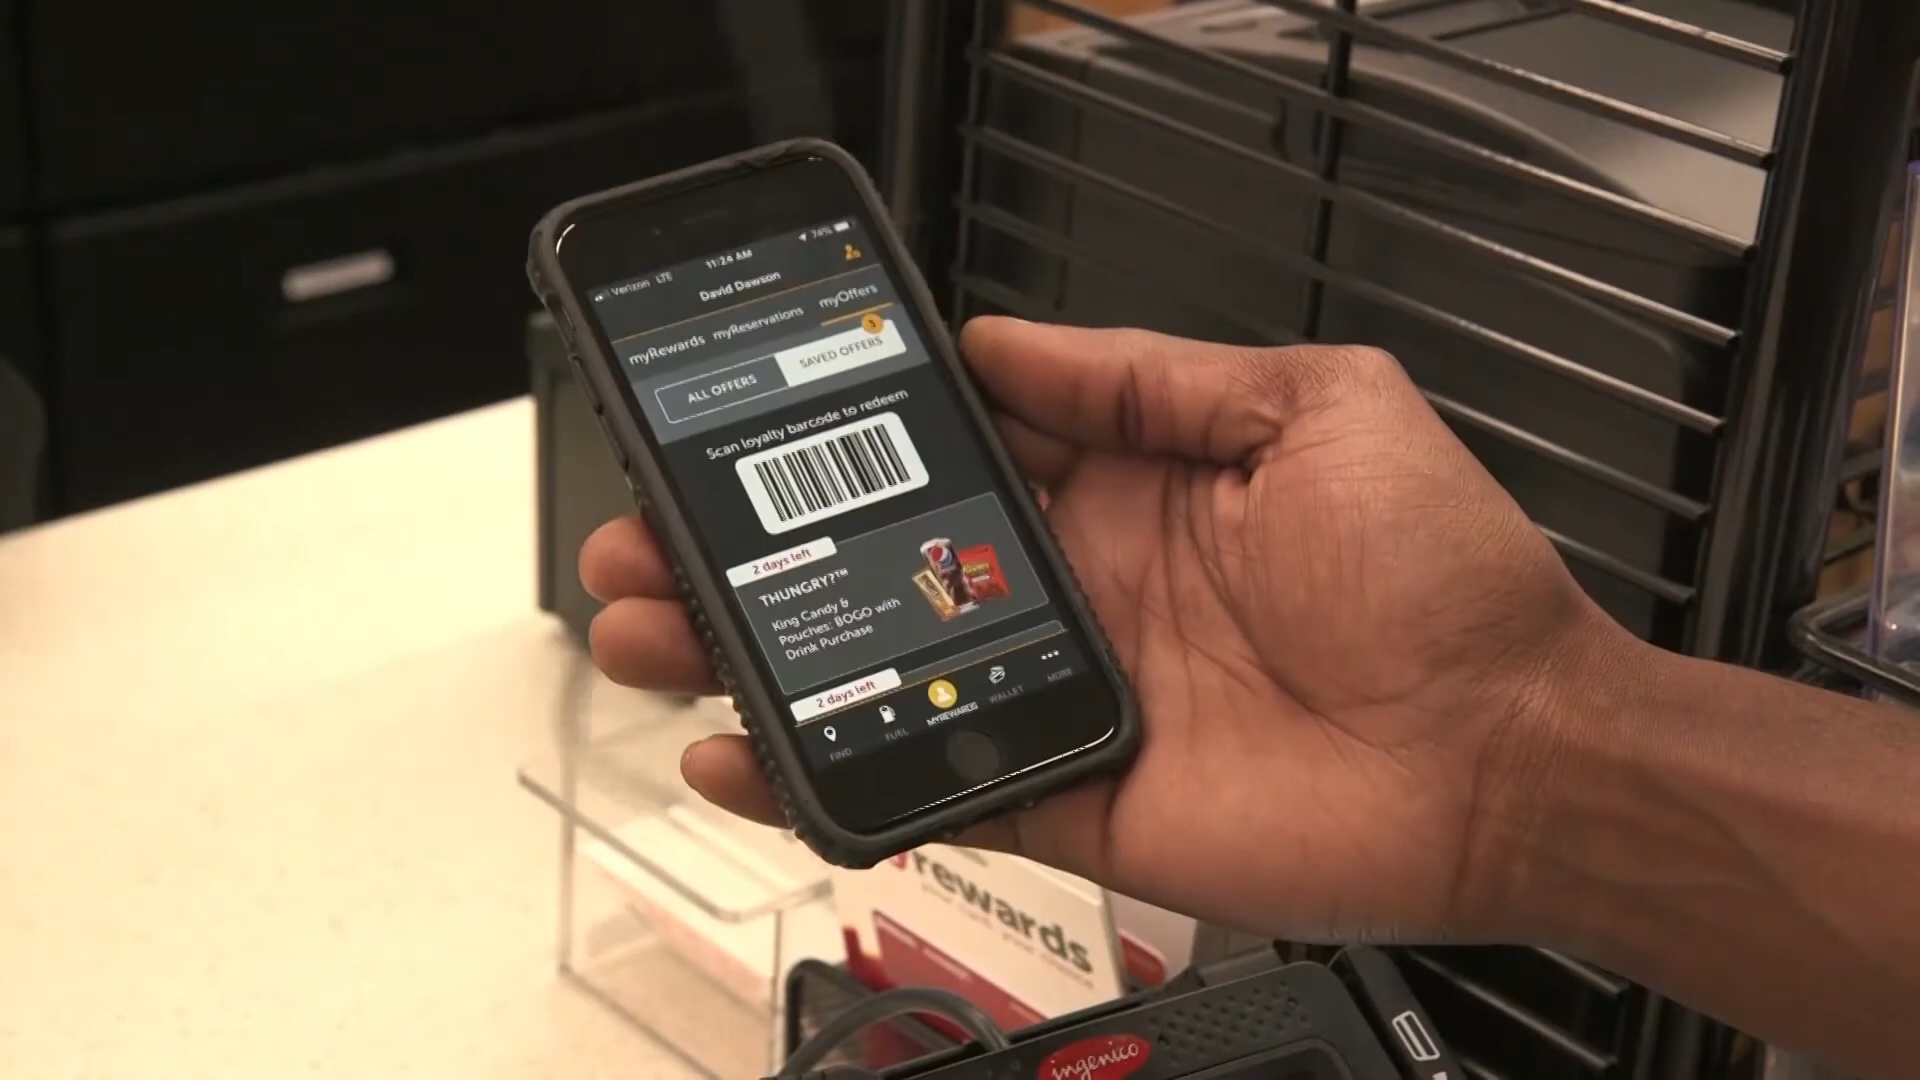 Verizon LTE 11:24 AM 74%
David Dawson
myRewards myReservations myOffers
3
ALL OFFERS SAVED OFFERS
Scan loyalty barcode to redeem
2 days left
THUNGRY?™
King Candy &
Pouches: BOGO with
Drink Purchase
2 days left
FIND FUEL MYREWARDS WALLET MORE
rewards
ingenico